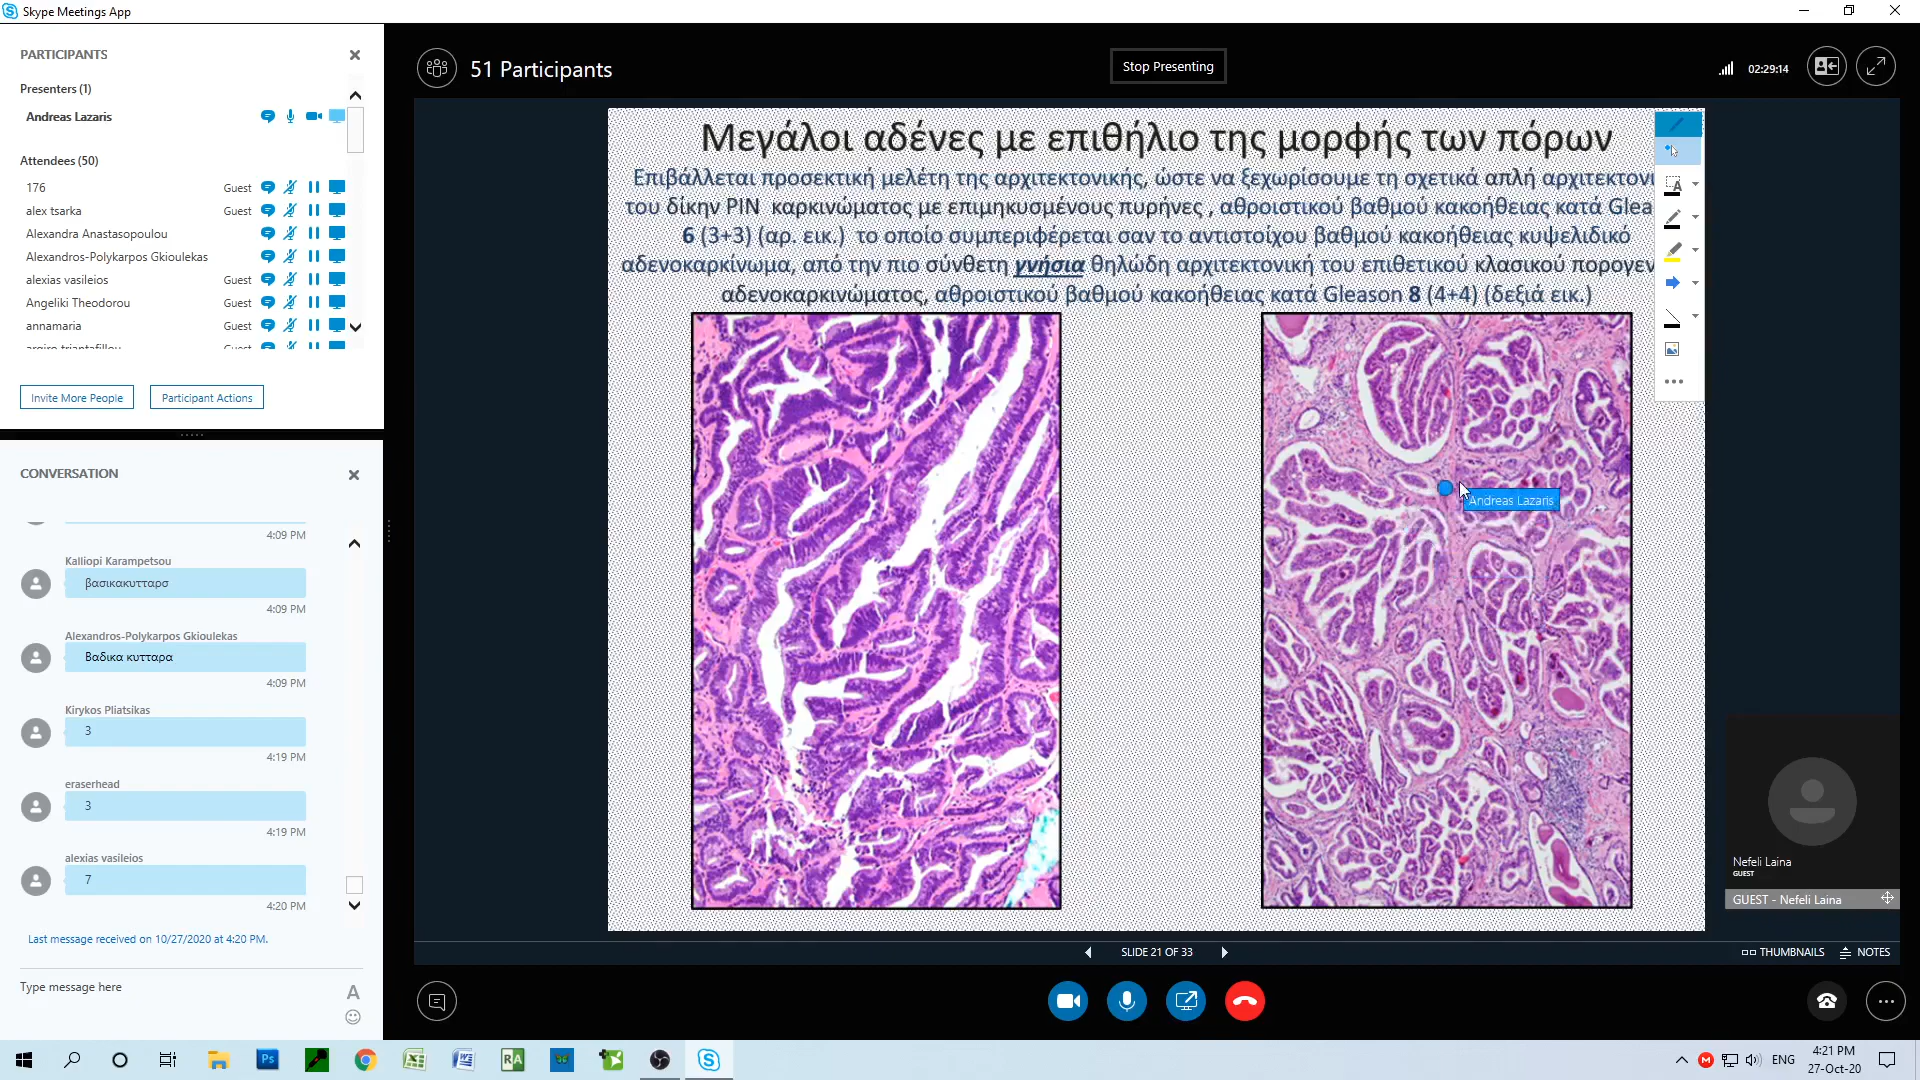 Skype Meetings App
PARTICIPANTS
Presenters (1)
Andreas Lazaris
Attendees (50)
176 Guest
alex tsarka Guest
Alexandra Anastasopoulou
Alexandros-Polykarpos Gkioulekas
alexias vasileios Guest
Angeliki Theodorou Guest
annamaria Guest
Invite More People
Participant Actions
CONVERSATION
4:09 PM
Kalliopi Karampetsou
βασικακυτταρσ
4:09 PM
Alexandros-Polykarpos Gkioulekas
Βαδικα κυτταρα
4:09 PM
Kirykos Pliatsikas
3
4:19 PM
eraserhead
3
4:19 PM
alexias vasileios
7
4:20 PM
Last message received on 10/27/2020 at 4:20 PM.
Type message here
51 Participants
Stop Presenting
02:29:14
Μεγάλοι αδένες με επιθήλιο της μορφής των πόρων
Επιβάλλεται προσεκτική μελέτη της αρχιτεκτονικής, ώστε να ξεχωρίσουμε τη σχετικά απλή αρχιτεκτονι
του δίκην PIN καρκινώματος με επιμηκυσμένους πυρήνες , αθροιστικού βαθμού κακοήθειας κατά Glea
6 (3+3) (αρ. εικ.) το οποίο συμπεριφέρεται σαν το αντιστοίχου βαθμού κακοήθειας κυψελιδικό
αδενοκαρκίνωμα, από την πιο σύνθετη γνήσια θηλώδη αρχιτεκτονική του επιθετικού κλασικού πορογεν
αδενοκαρκινώματος, αθροιστικού βαθμού κακοήθειας κατά Gleason 8 (4+4) (δεξιά εικ.)
Andreas Lazaris
Nefeli Laina
GUEST
GUEST - Nefeli Laina
SLIDE 21 OF 33
THUMBNAILS
NOTES
ENG
4:21 PM
27-Oct-20